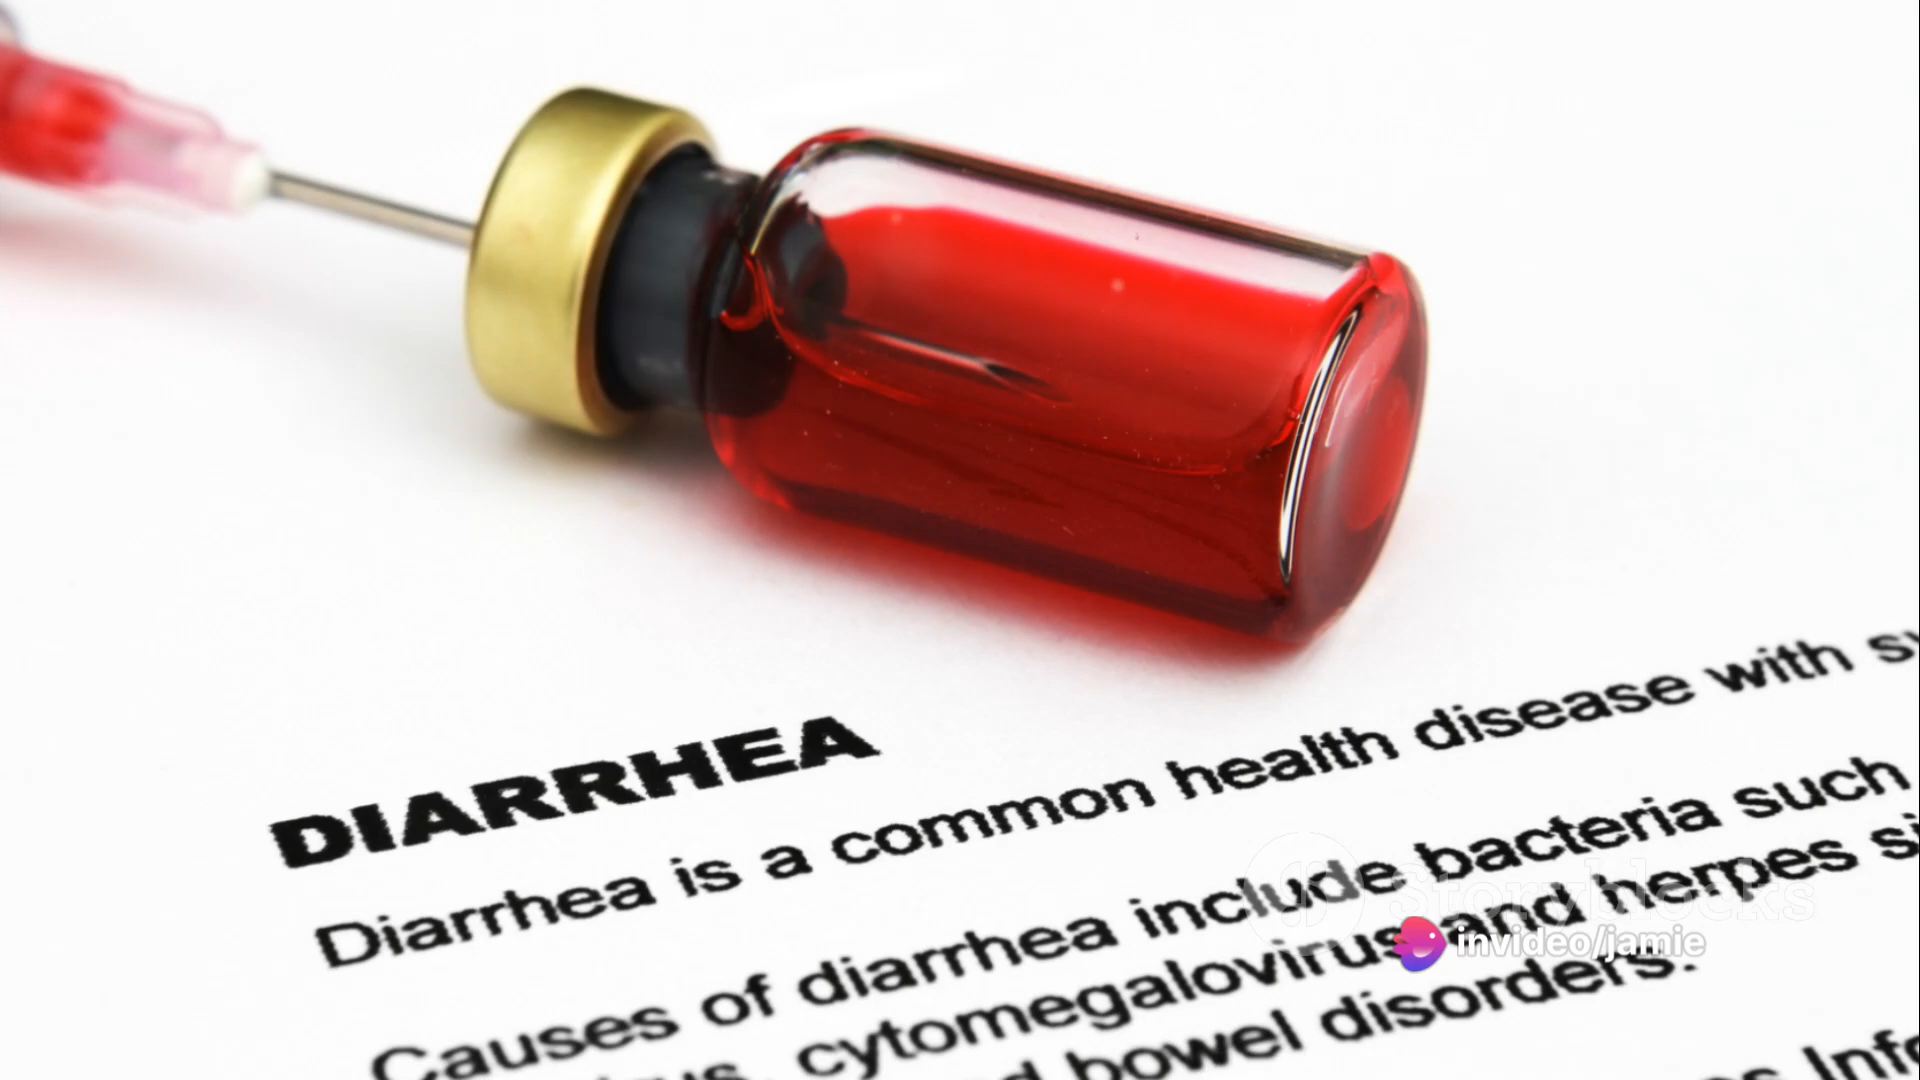 DIARRHEA
Diarrhea is a common health disease with
Causes of diarrhea include bacteria such
cytomegalovirus and herpes
bowel disorders.
Storyblocks
invideo/jamie